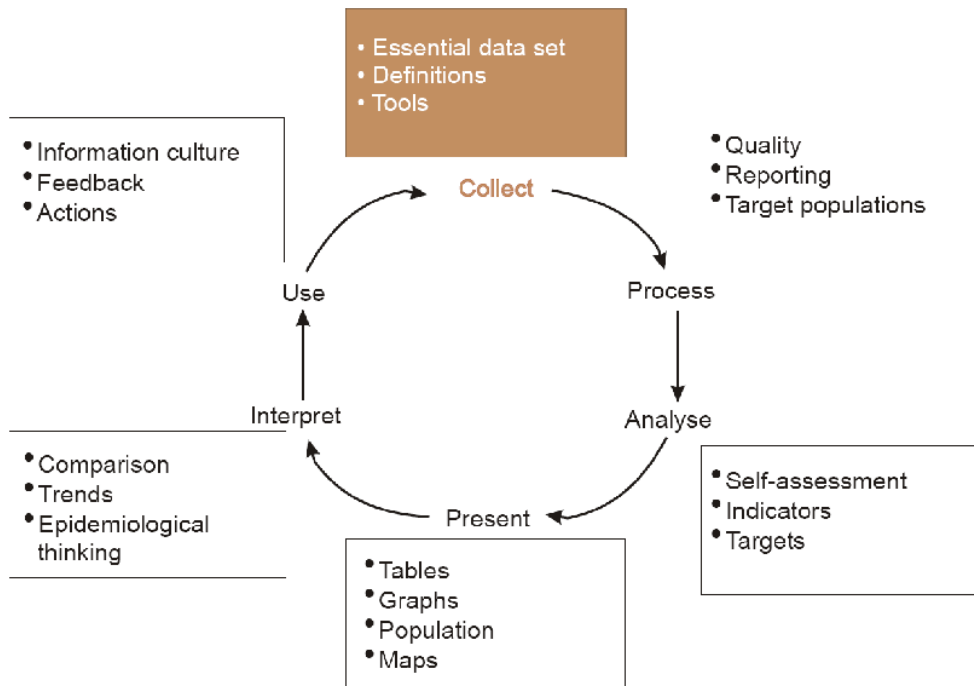 • Essential data set
• Definitions
• Tools
Collect
• Information culture
• Feedback
• Actions
• Quality
• Reporting
• Target populations
Use
Process
Interpret
Analyse
• Comparison
• Trends
• Epidemiological
thinking
• Self-assessment
• Indicators
• Targets
Present
• Tables
• Graphs
• Population
• Maps